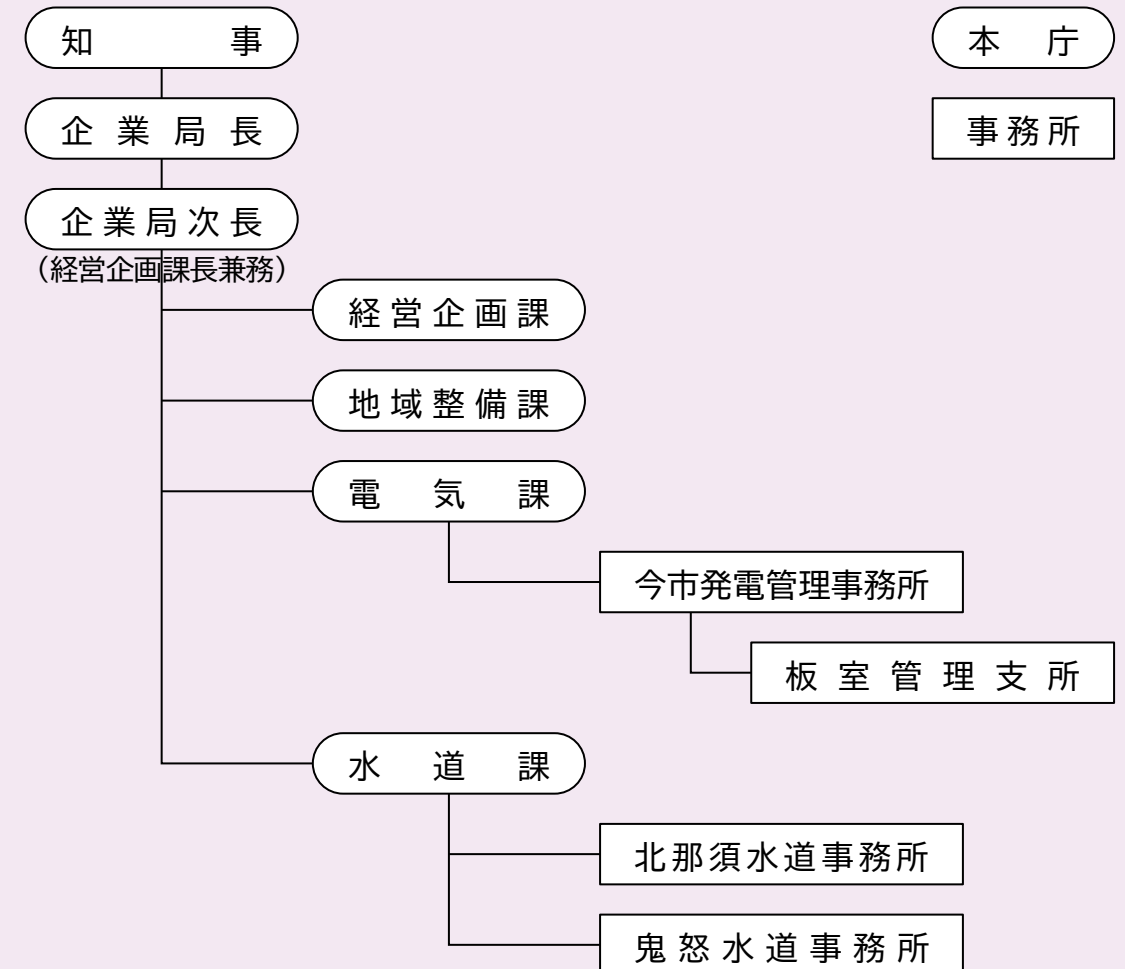 知事
本庁
企業局長
事務所
企業局次長
（経営企画課長兼務）
経営企画課
地域整備課
電気課
今市発電管理事務所
板室管理支所
水道課
北那須水道事務所
鬼怒水道事務所